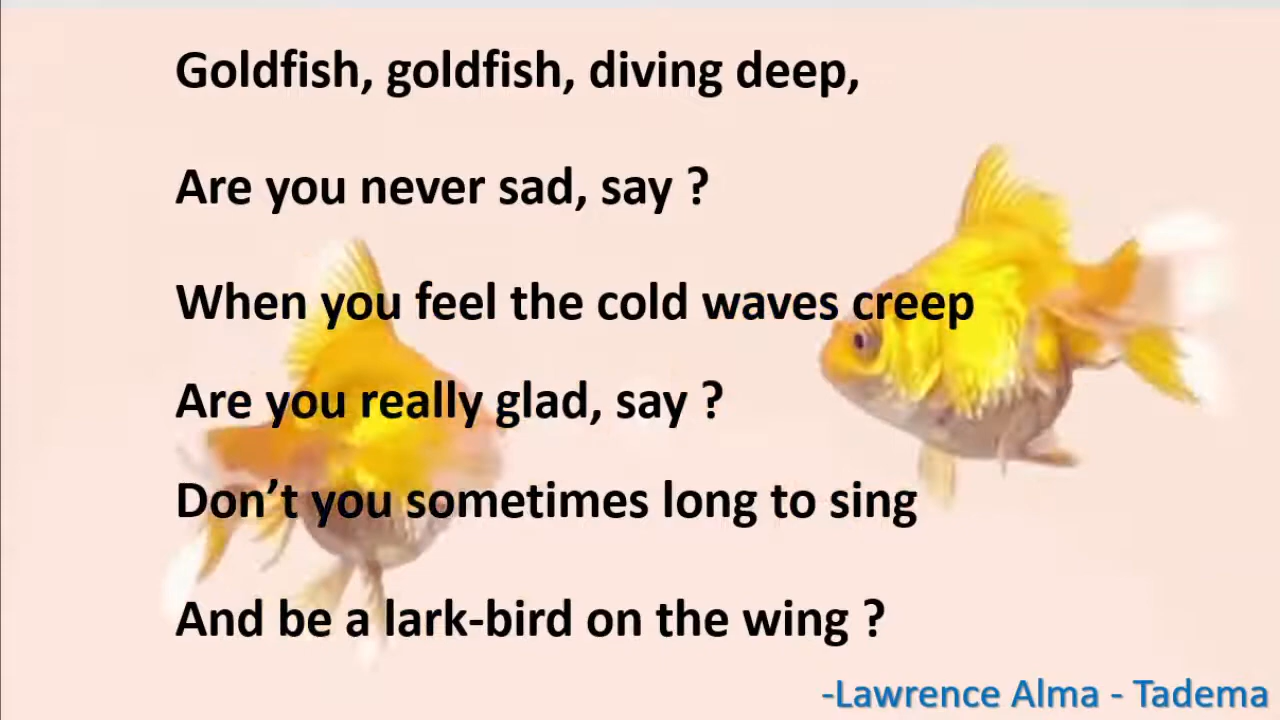 Goldfish, goldfish, diving deep,
Are you never sad, say ?
When you feel the cold waves creep
Are you really glad, say ?
Don’t you sometimes long to sing
And be a lark-bird on the wing ?
-Lawrence Alma - Tadema